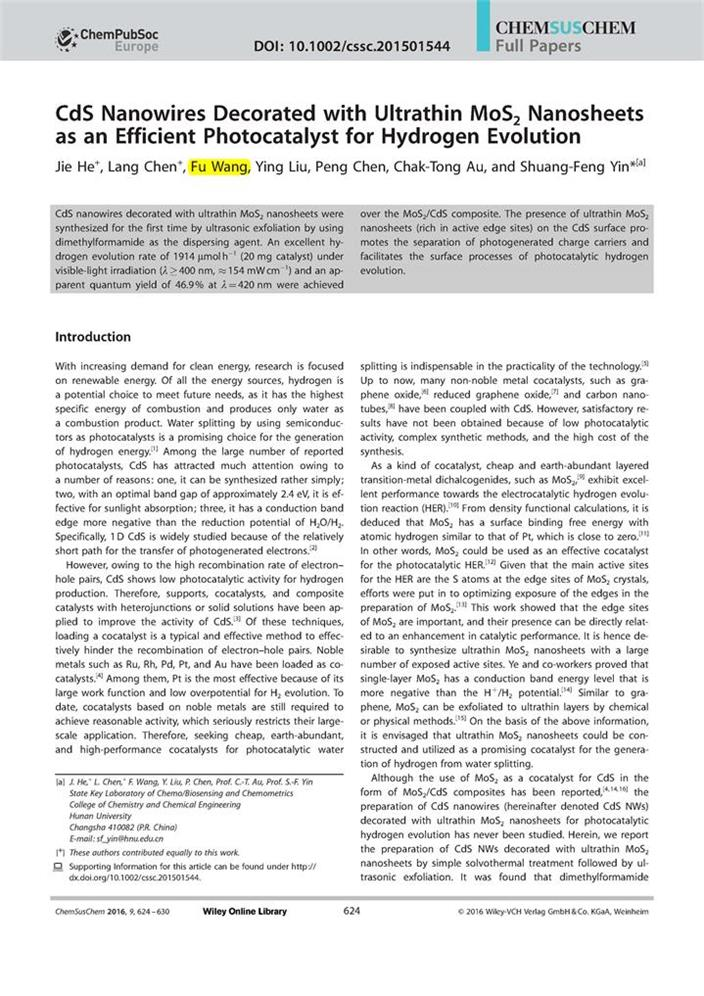 ChemPubSoc
Europe
DOI: 10.1002/cssc.201501544
CHEMSUSCHEM
Full Papers
CdS Nanowires Decorated with Ultrathin MoS₂ Nanosheets
as an Efficient Photocatalyst for Hydrogen Evolution
Jie He⁺, Lang Chen⁺, Fu Wang, Ying Liu, Peng Chen, Chak-Tong Au, and Shuang-Feng Yin*[a]
CdS nanowires decorated with ultrathin MoS₂ nanosheets were
synthesized for the first time by ultrasonic exfoliation by using
dimethylformamide as the dispersing agent. An excellent hy-
drogen evolution rate of 1914 μmol h⁻¹ (20 mg catalyst) under
visible-light irradiation (λ ≥ 400 nm, ≈ 154 mW cm⁻¹) and an ap-
parent quantum yield of 46.9 % at λ = 420 nm were achieved
over the MoS₂/CdS composite. The presence of ultrathin MoS₂
nanosheets (rich in active edge sites) on the CdS surface pro-
motes the separation of photogenerated charge carriers and
facilitates the surface processes of photocatalytic hydrogen
evolution.
Introduction
With increasing demand for clean energy, research is focused
on renewable energy. Of all the energy sources, hydrogen is
a potential choice to meet future needs, as it has the highest
specific energy of combustion and produces only water as
a combustion product. Water splitting by using semiconduc-
tors as photocatalysts is a promising choice for the generation
of hydrogen energy.[1] Among the large number of reported
photocatalysts, CdS has attracted much attention owing to
a number of reasons: one, it can be synthesized rather simply;
two, with an optimal band gap of approximately 2.4 eV, it is ef-
fective for sunlight absorption; three, it has a conduction band
edge more negative than the reduction potential of H₂O/H₂.
Specifically, 1 D CdS is widely studied because of the relatively
short path for the transfer of photogenerated electrons.[2]
However, owing to the high recombination rate of electron–
hole pairs, CdS shows low photocatalytic activity for hydrogen
production. Therefore, supports, cocatalysts, and composite
catalysts with heterojunctions or solid solutions have been ap-
plied to improve the activity of CdS.[3] Of these techniques,
loading a cocatalyst is a typical and effective method to effec-
tively hinder the recombination of electron–hole pairs. Noble
metals such as Ru, Rh, Pd, Pt, and Au have been loaded as co-
catalysts.[4] Among them, Pt is the most effective because of its
large work function and low overpotential for H₂ evolution. To
date, cocatalysts based on noble metals are still required to
achieve reasonable activity, which seriously restricts their large-
scale application. Therefore, seeking cheap, earth-abundant,
and high-performance cocatalysts for photocatalytic water
[a] J. He,⁺ L. Chen,⁺ F. Wang, Y. Liu, P. Chen, Prof. C.-T. Au, Prof. S.-F. Yin
State Key Laboratory of Chemo/Biosensing and Chemometrics
College of Chemistry and Chemical Engineering
Hunan University
Changsha 410082 (P.R. China)
E-mail: sf_yin@hnu.edu.cn
[⁺] These authors contributed equally to this work.
Supporting Information for this article can be found under http://
dx.doi.org/10.1002/cssc.201501544.
splitting is indispensable in the practicality of the technology.[5]
Up to now, many non-noble metal cocatalysts, such as gra-
phene oxide,[6] reduced graphene oxide,[7] and carbon nano-
tubes,[8] have been coupled with CdS. However, satisfactory re-
sults have not been obtained because of low photocatalytic
activity, complex synthetic methods, and the high cost of the
synthesis.
As a kind of cocatalyst, cheap and earth-abundant layered
transition-metal dichalcogenides, such as MoS₂,[9] exhibit excel-
lent performance towards the electrocatalytic hydrogen evolu-
tion reaction (HER).[10] From density functional calculations, it is
deduced that MoS₂ has a surface binding free energy with
atomic hydrogen similar to that of Pt, which is close to zero.[11]
In other words, MoS₂ could be used as an effective cocatalyst
for the photocatalytic HER.[12] Given that the main active sites
for the HER are the S atoms at the edge sites of MoS₂ crystals,
efforts were put in to optimizing exposure of the edges in the
preparation of MoS₂.[13] This work showed that the edge sites
of MoS₂ are important, and their presence can be directly relat-
ed to an enhancement in catalytic performance. It is hence de-
sirable to synthesize ultrathin MoS₂ nanosheets with a large
number of exposed active sites. Ye and co-workers proved that
single-layer MoS₂ has a conduction band energy level that is
more negative than the H⁺/H₂ potential.[14] Similar to gra-
phene, MoS₂ can be exfoliated to ultrathin layers by chemical
or physical methods.[15] On the basis of the above information,
it is envisaged that ultrathin MoS₂ nanosheets could be con-
structed and utilized as a promising cocatalyst for the genera-
tion of hydrogen from water splitting.
Although the use of MoS₂ as a cocatalyst for CdS in the
form of MoS₂/CdS composites has been reported,[4,14,16] the
preparation of CdS nanowires (hereinafter denoted CdS NWs)
decorated with ultrathin MoS₂ nanosheets for photocatalytic
hydrogen evolution has never been studied. Herein, we report
the preparation of CdS NWs decorated with ultrathin MoS₂
nanosheets by simple solvothermal treatment followed by ul-
trasonic exfoliation. It was found that dimethylformamide
ChemSusChem 2016, 9, 624 – 630
Wiley Online Library
624
© 2016 Wiley-VCH Verlag GmbH & Co. KGaA, Weinheim